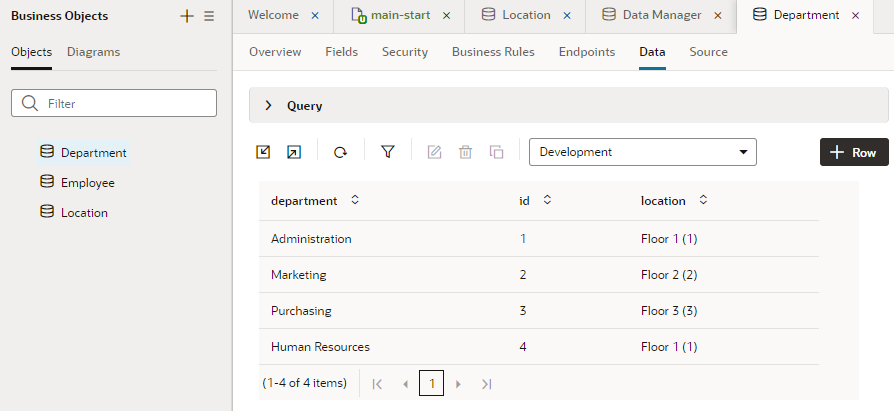 Business Objects
Objects Diagrams
Filter
Department
Employee
Location
Welcome main-start Location Data Manager Department
Overview Fields Security Business Rules Endpoints Data Source
Query
Development Row
department id location
Administration 1 Floor 1 (1)
Marketing 2 Floor 2 (2)
Purchasing 3 Floor 3 (3)
Human Resources 4 Floor 1 (1)
(1-4 of 4 items) 1